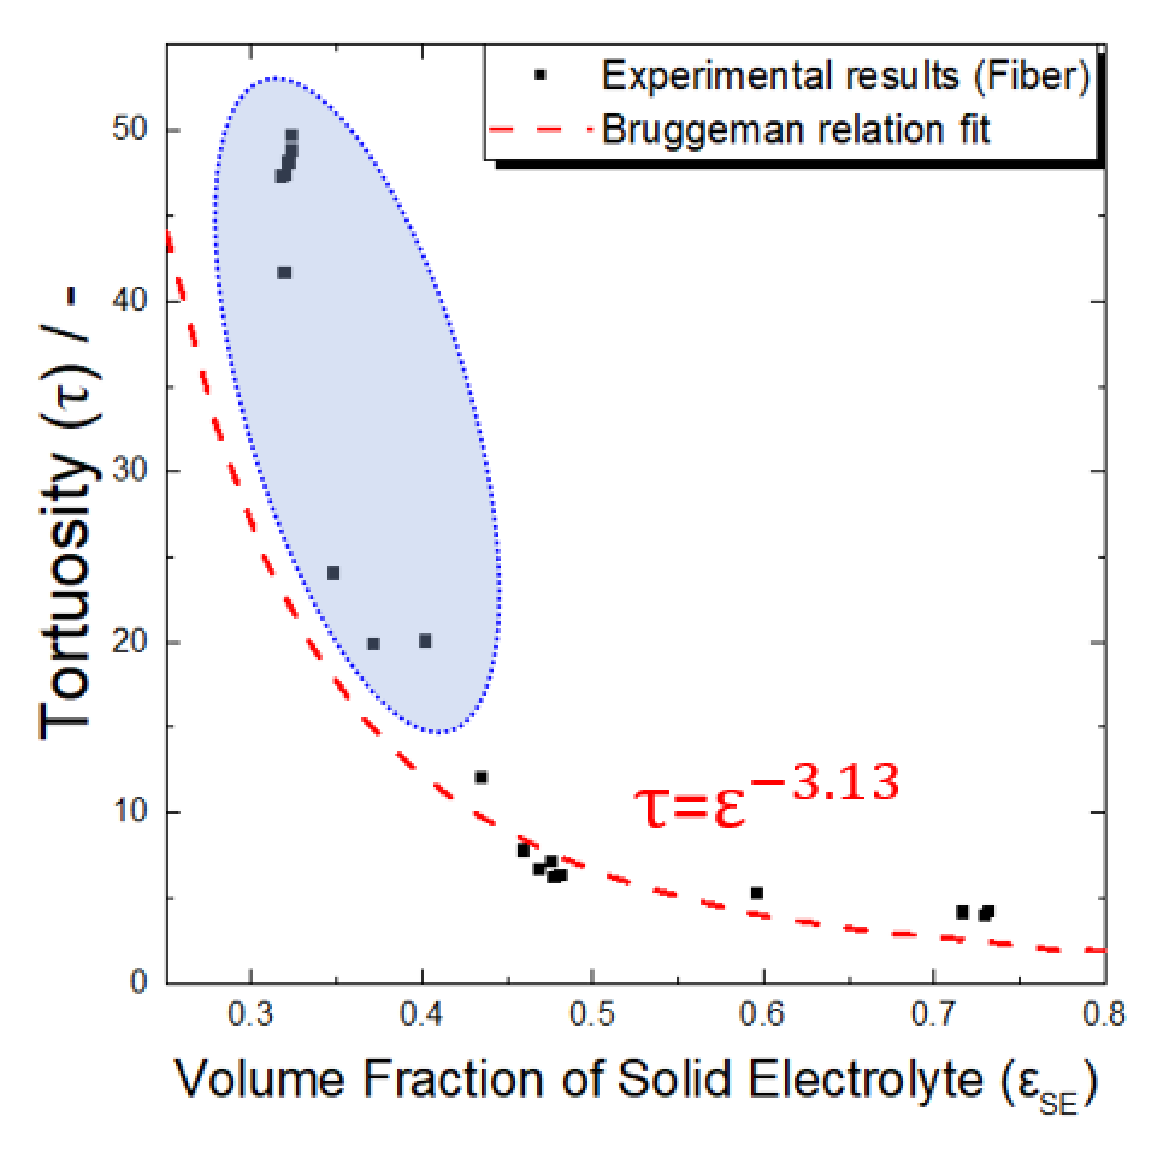 Experimental results (Fiber)
Bruggeman relation fit
50
40
30
20
10
0
Tortuosity (τ) / -
τ=ε^−3.13
0.3 0.4 0.5 0.6 0.7 0.8
Volume Fraction of Solid Electrolyte (ε_SE)